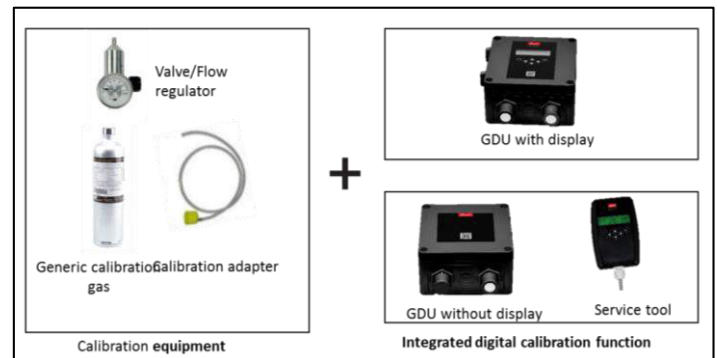 Valve/Flow
regulator
Generic calibration
gas
Calibration adapter
Calibration equipment
+
GDU with display
GDU without display
Service tool
Integrated digital calibration function